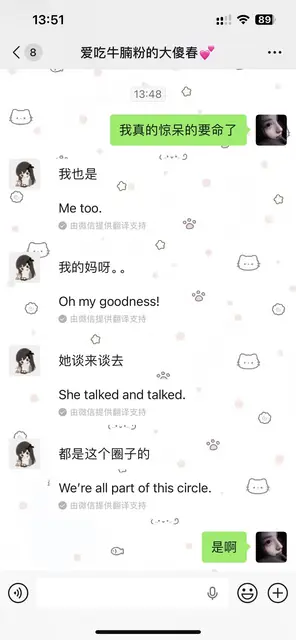 13:51
89
8
爱吃牛腩粉的大傻春💕
13:48
我真的惊呆的要命了
我也是
Me too.
由微信提供翻译支持
我的妈呀。。
Oh my goodness!
由微信提供翻译支持
她谈来谈去
She talked and talked.
由微信提供翻译支持
都是这个圈子的
We're all part of this circle.
由微信提供翻译支持
是啊